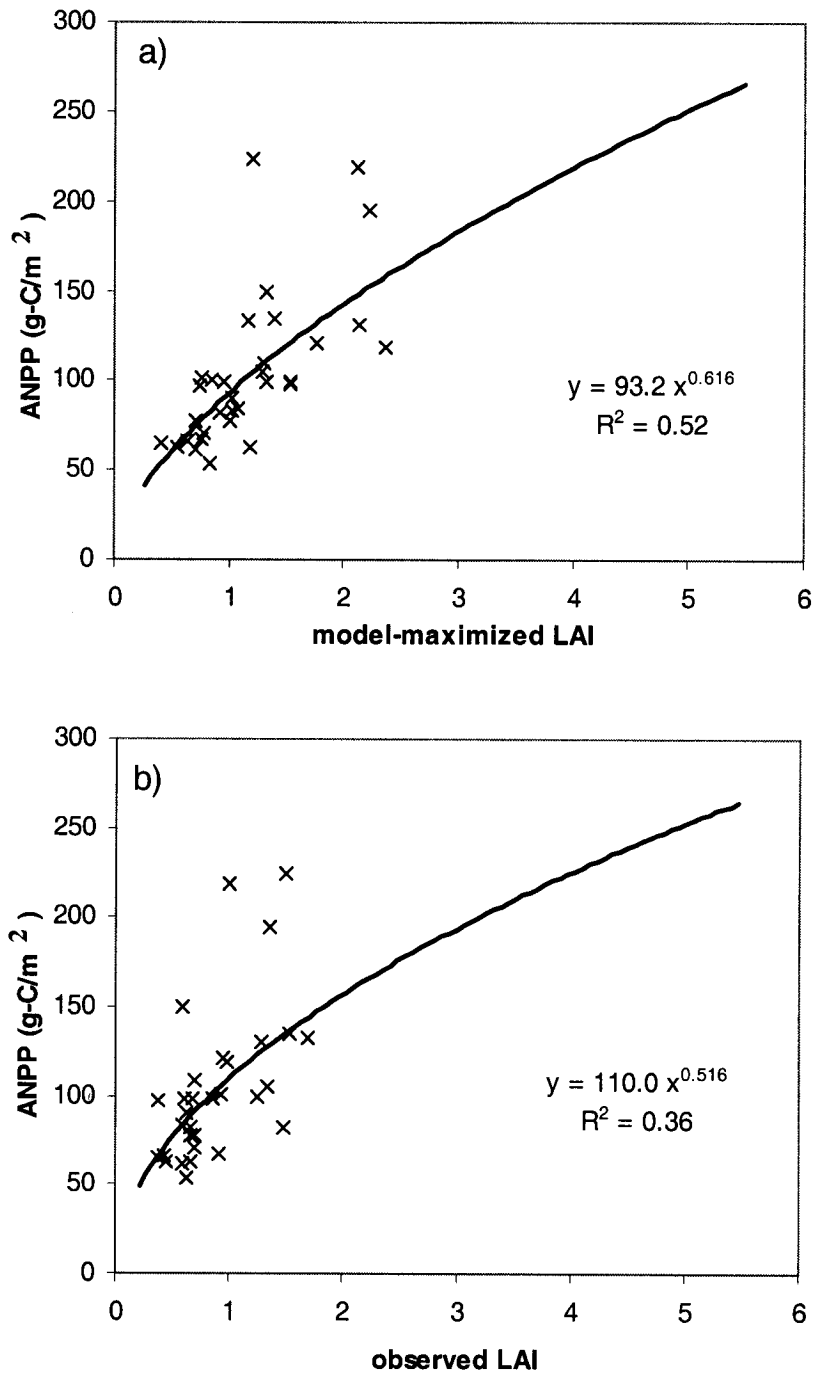 a)
300
250
200
150
100
50
0
ANPP (g-C/m ²)
y = 93.2 x^0.616
R² = 0.52
0 1 2 3 4 5 6
model-maximized LAI
b)
300
250
200
150
100
50
0
ANPP (g-C/m ²)
y = 110.0 x^0.516
R² = 0.36
0 1 2 3 4 5 6
observed LAI